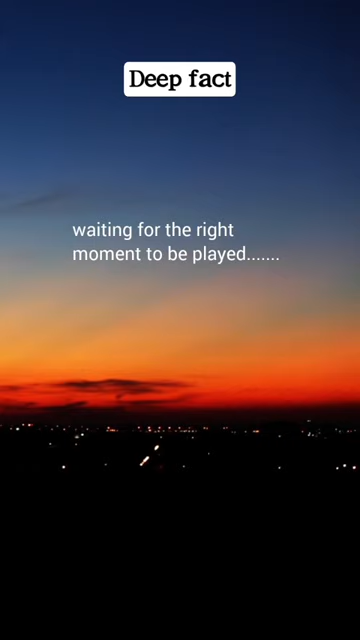 Deep fact
waiting for the right
moment to be played.......